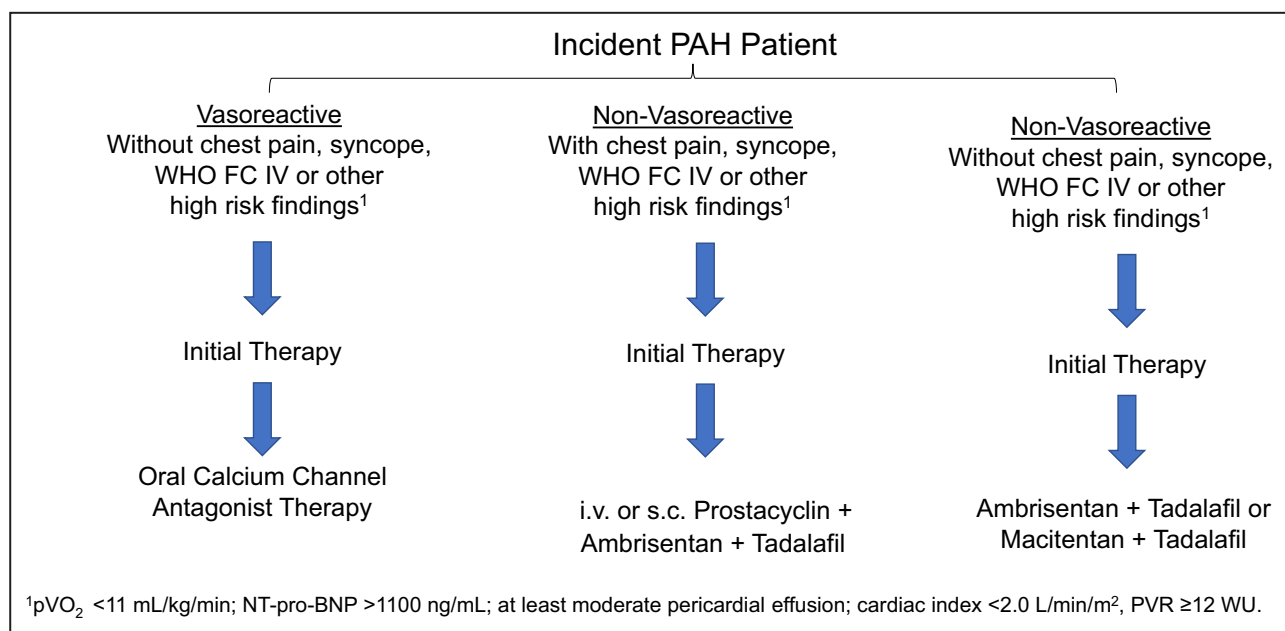 Incident PAH Patient
Vasoreactive
Without chest pain, syncope,
WHO FC IV or other
high risk findings¹
Initial Therapy
Oral Calcium Channel
Antagonist Therapy
Non-Vasoreactive
With chest pain, syncope,
WHO FC IV or other
high risk findings¹
Initial Therapy
i.v. or s.c. Prostacyclin +
Ambrisentan + Tadalafil
Non-Vasoreactive
Without chest pain, syncope,
WHO FC IV or other
high risk findings¹
Initial Therapy
Ambrisentan + Tadalafil or
Macitentan + Tadalafil
¹pVO₂ <11 mL/kg/min; NT-pro-BNP >1100 ng/mL; at least moderate pericardial effusion; cardiac index <2.0 L/min/m², PVR ≥12 WU.